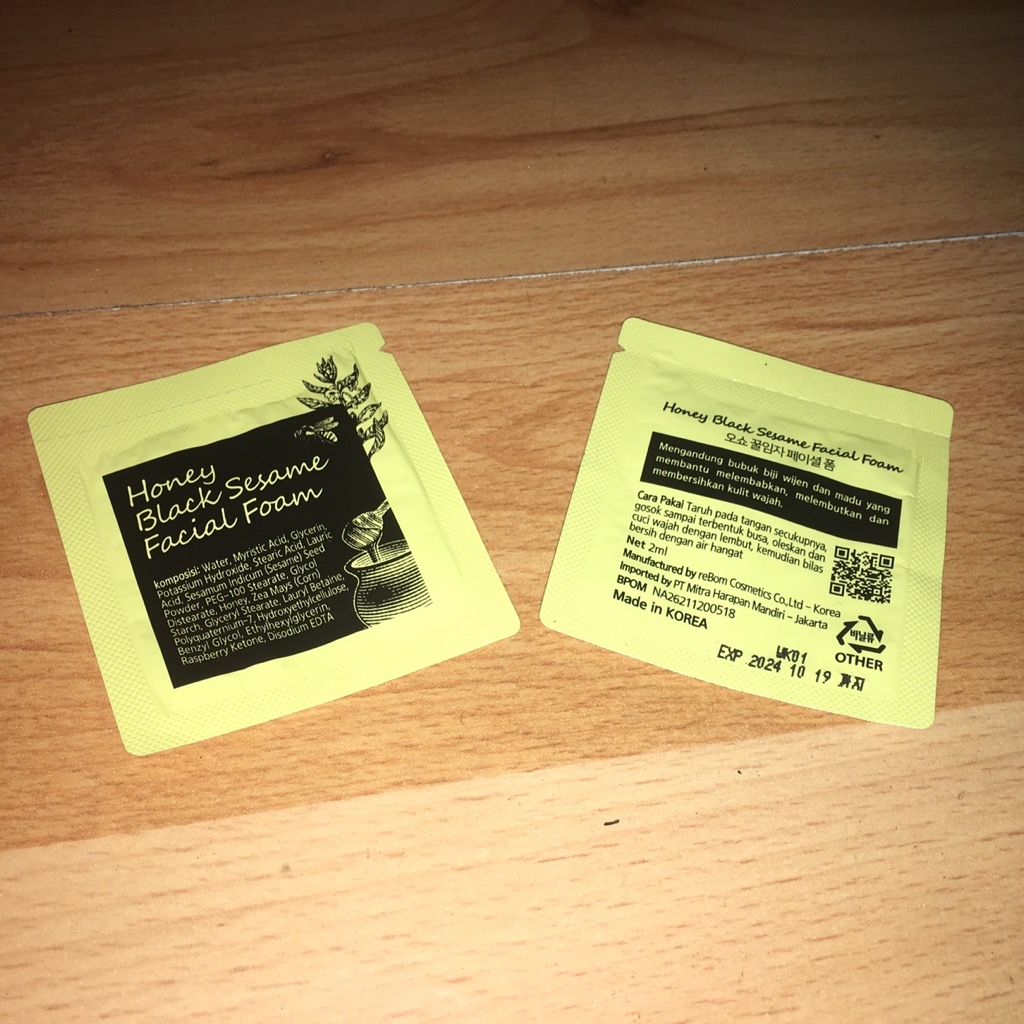 Honey
Black Sesame
Facial Foam
Komposisi: Water, Myristic Acid, Glycerin,
Potassium Hydroxide, Stearic Acid, Lauric
Acid, Sesamum Indicum (Sesame) Seed
Powder, PEG-100 Stearate, Glycol
Distearate, Honey, Zea Mays (Corn)
Starch, Glyceryl Stearate, Lauryl Betaine,
Polyquaternium-7, Hydroxyethylcellulose,
Benzyl Glycol, Ethylhexylglycerin,
Raspberry Ketone, Disodium EDTA
Honey Black Sesame Facial Foam
오쇼 꿀임자 페이셜 폼
Mengandung bubuk biji wijen dan madu yang
membantu melembabkan, melembutkan dan
membersihkan kulit wajah.
Cara Pakai Taruh pada tangan secukupnya,
gosok sampai terbentuk busa, oleskan dan
cuci wajah dengan lembut, kemudian bilas
bersih dengan air hangat
Net 2ml
Manufactured by reBom Cosmetics Co.,Ltd - Korea
Imported by PT Mitra Harapan Mandiri - Jakarta
BPOM NA26211200518
Made in KOREA
비닐류
OTHER
WK01
EXP 2024 10 19 까지